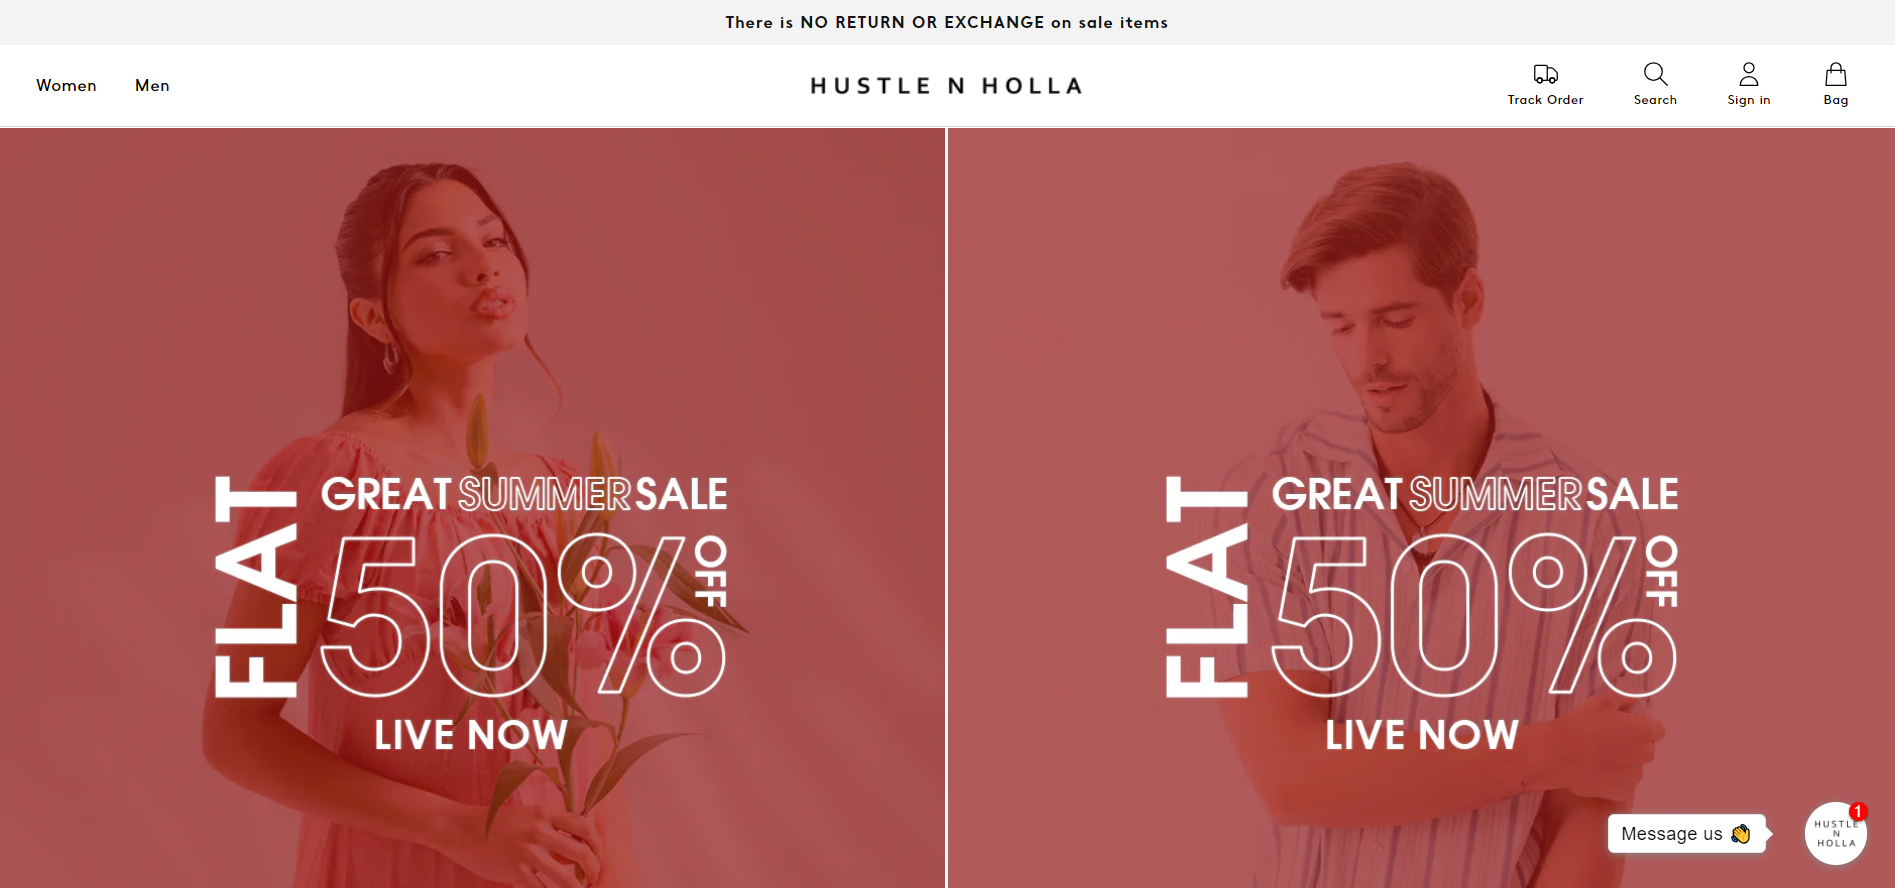 There is NO RETURN OR EXCHANGE on sale items
Women
Men
HUSTLE N HOLLA
Track Order
Search
Sign in
Bag
FLAT
GREAT SUMMER SALE
50%
OFF
LIVE NOW
FLAT
GREAT SUMMER SALE
50%
OFF
LIVE NOW
Message us 👏
HUSTLE
N
HOLLA
1